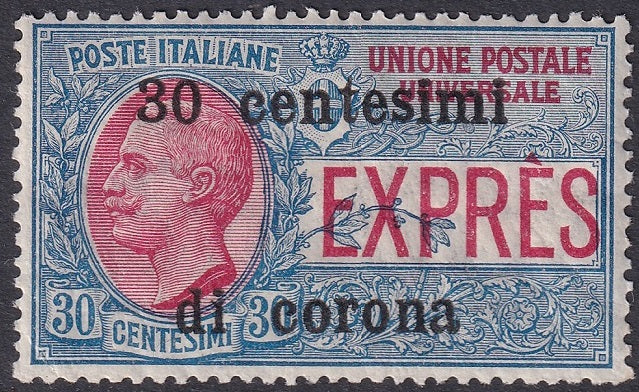 POSTE ITALIANE
UNIONE POSTALE
UNIVERSALE
30 centesimi
EXPRÈS
di corona
30 CENTESIMI 30